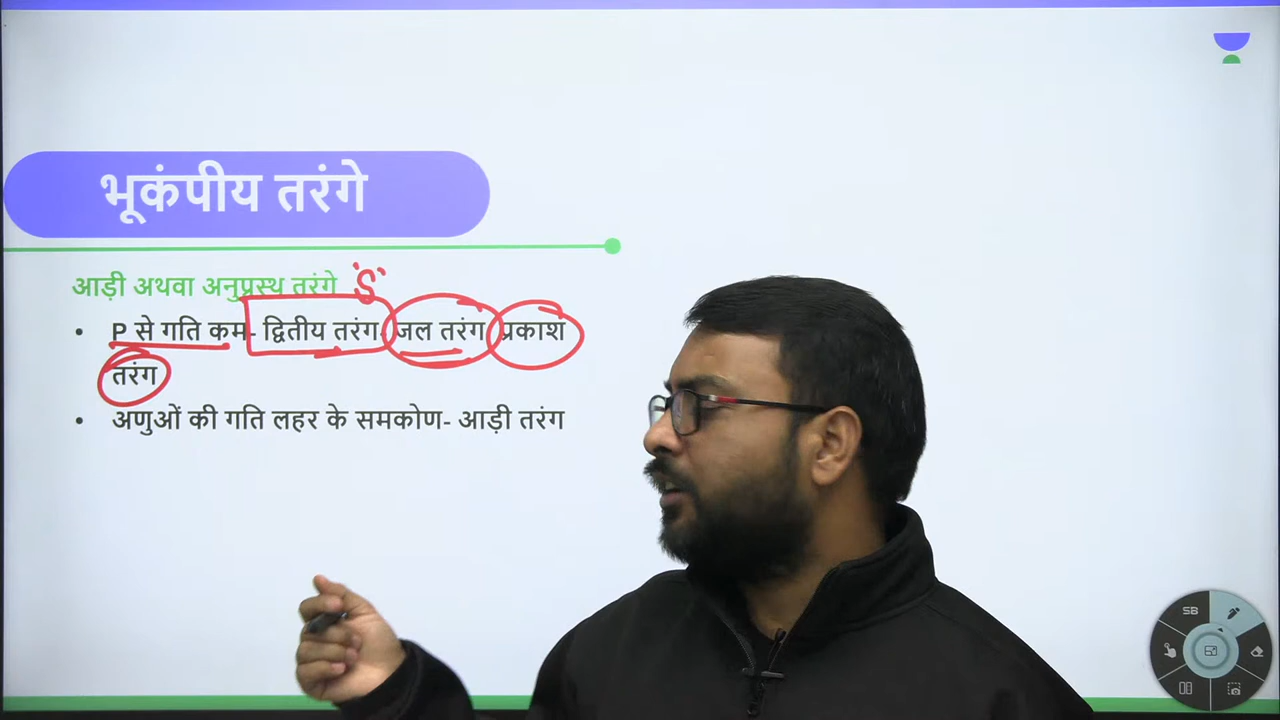 भूकंपीय तरंगे
आड़ी अथवा अनुप्रस्थ तरंगे 'S'
• P से गति कम- द्वितीय तरंग- जल तरंग प्रकाश
तरंग
• अणुओं की गति लहर के समकोण- आड़ी तरंग
SB